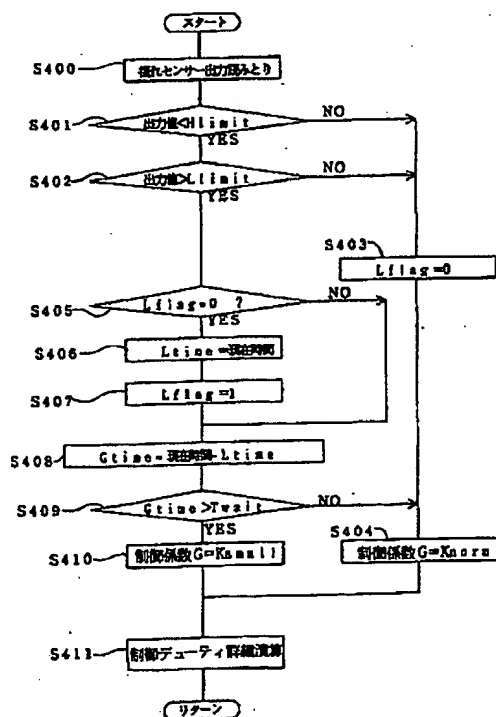 スタート
S400
揺れセンサー出力読みとり
S401
出力値<Hlimit
NO
YES
S402
出力値>Llimit
NO
YES
S403
Lflag=0
S405
Lflag=0 ?
NO
YES
S406
Ltime=現在時間
S407
Lflag=1
S408
Gtime=現在時間-Ltime
S409
Gtime>Twait
NO
YES
S404
S410
制御係数G=Ksmall
制御係数G=Knorm
S411
制御デューティ詳細演算
リターン